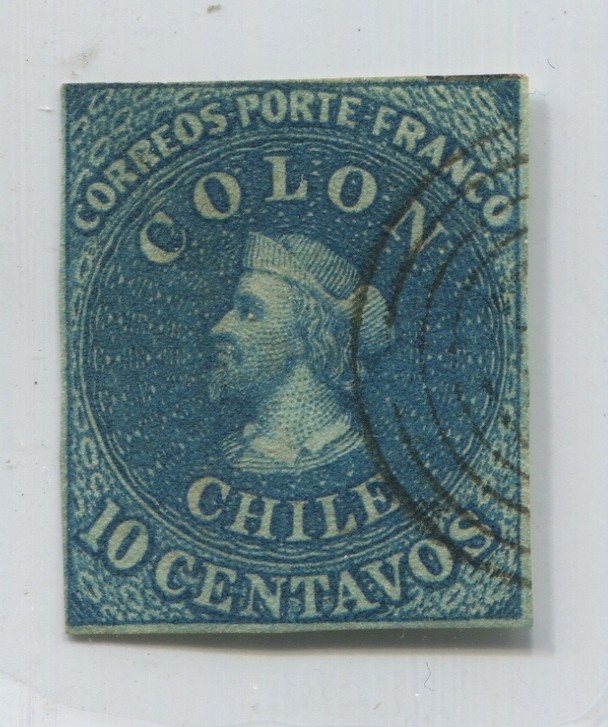 CORREOS PORTE FRANCO
COLON
CHILE
10 CENTAVOS